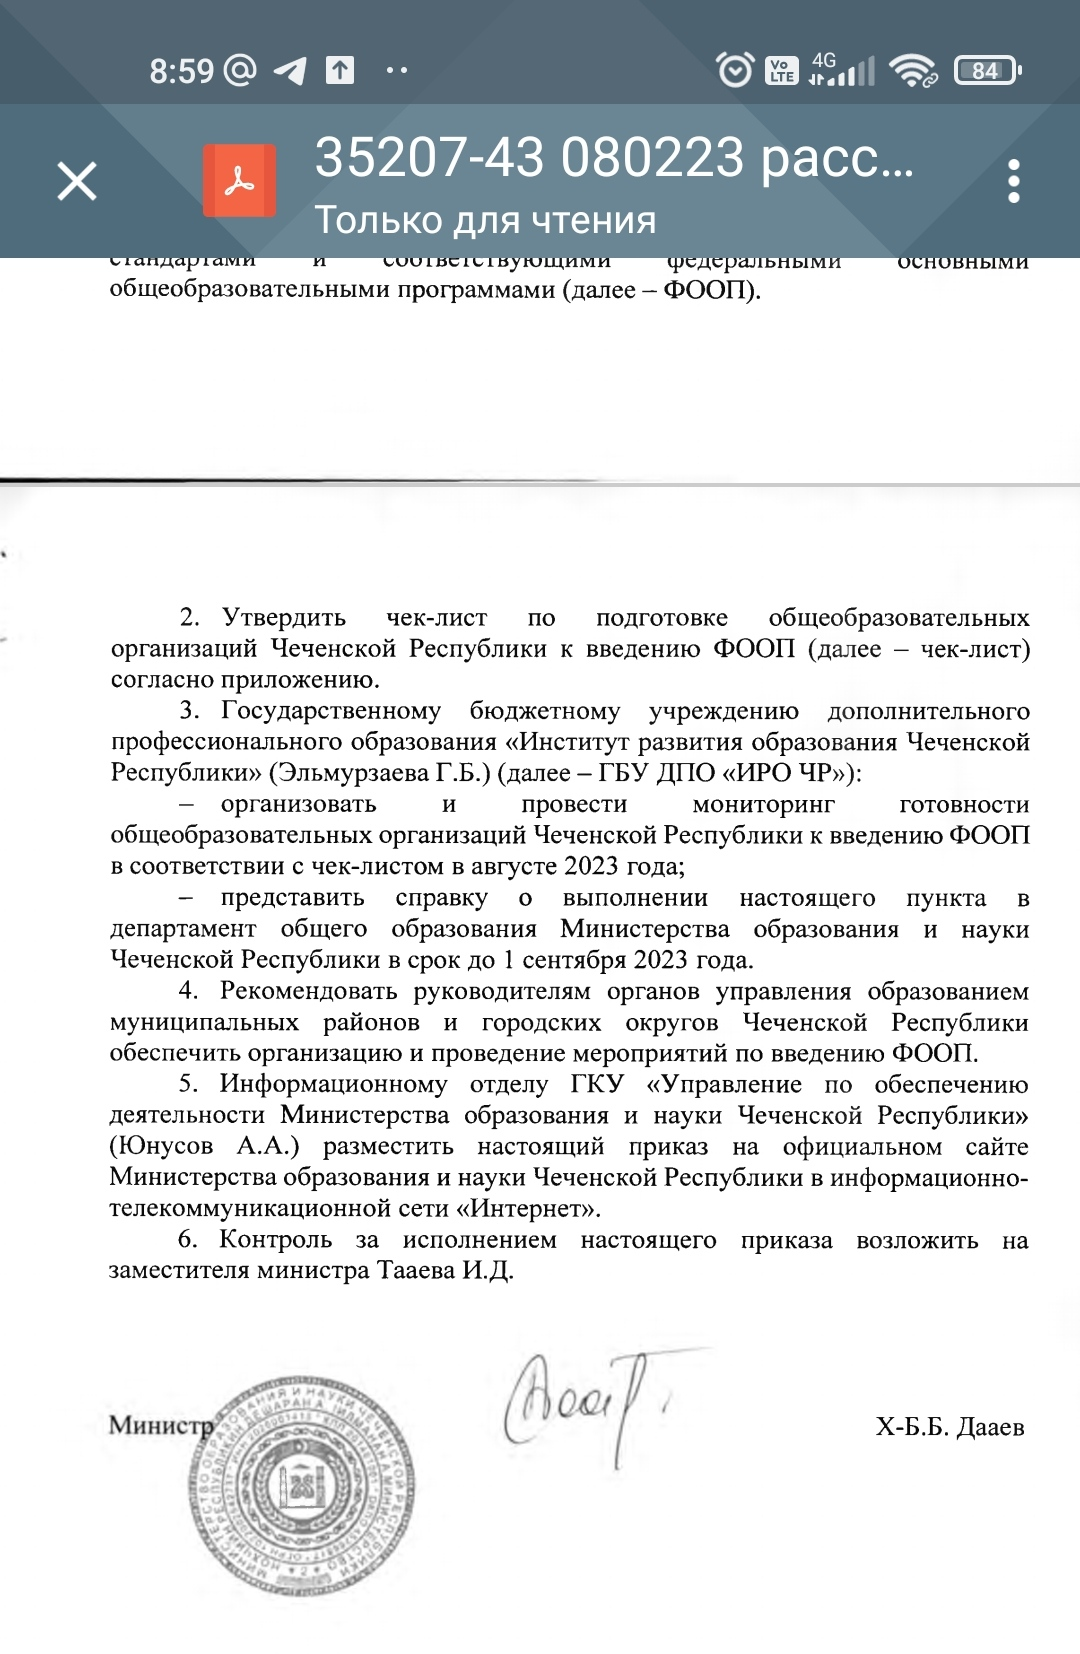 8:59
Vo LTE 4G 84
35207-43 080223 расс...
Только для чтения
стандартами и соответствующими федеральными основными
общеобразовательными программами (далее – ФООП).
2. Утвердить чек-лист по подготовке общеобразовательных
организаций Чеченской Республики к введению ФООП (далее – чек-лист)
согласно приложению.
3. Государственному бюджетному учреждению дополнительного
профессионального образования «Институт развития образования Чеченской
Республики» (Эльмурзаева Г.Б.) (далее – ГБУ ДПО «ИРО ЧР»):
– организовать и провести мониторинг готовности
общеобразовательных организаций Чеченской Республики к введению ФООП
в соответствии с чек-листом в августе 2023 года;
– представить справку о выполнении настоящего пункта в
департамент общего образования Министерства образования и науки
Чеченской Республики в срок до 1 сентября 2023 года.
4. Рекомендовать руководителям органов управления образованием
муниципальных районов и городских округов Чеченской Республики
обеспечить организацию и проведение мероприятий по введению ФООП.
5. Информационному отделу ГКУ «Управление по обеспечению
деятельности Министерства образования и науки Чеченской Республики»
(Юнусов А.А.) разместить настоящий приказ на официальном сайте
Министерства образования и науки Чеченской Республики в информационно-
телекоммуникационной сети «Интернет».
6. Контроль за исполнением настоящего приказа возложить на
заместителя министра Тааева И.Д.
Министр
Х-Б.Б. Дааев